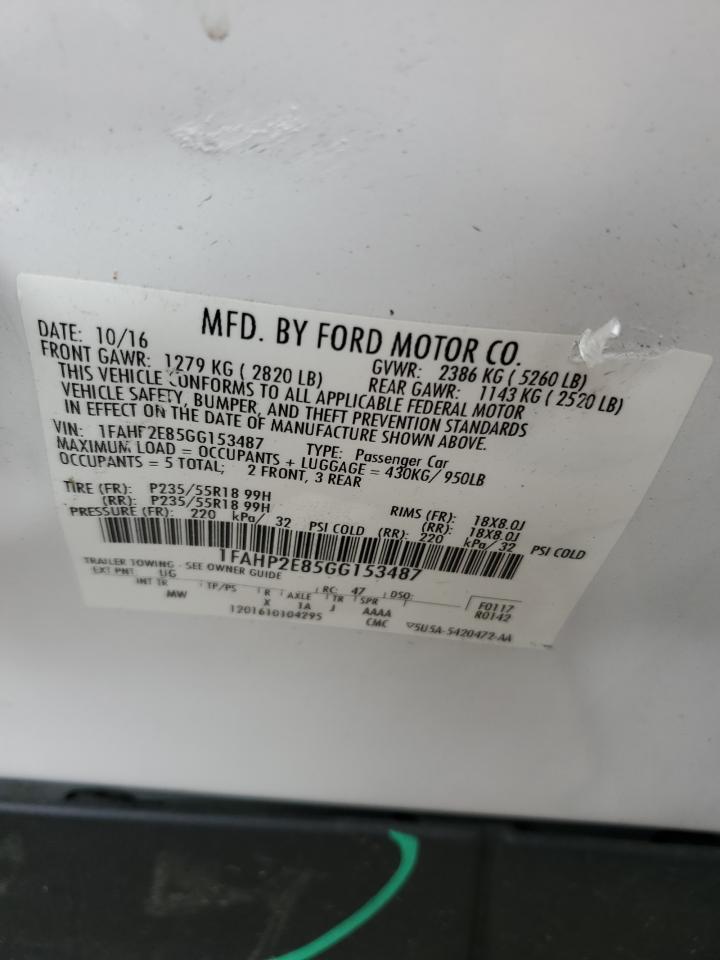 MFD. BY FORD MOTOR CO.
DATE: 10/16 GVWR: 2386 KG ( 5260 LB)
FRONT GAWR: 1279 KG ( 2820 LB) REAR GAWR: 1143 KG ( 2520 LB)
THIS VEHICLE CONFORMS TO ALL APPLICABLE FEDERAL MOTOR
VEHICLE SAFETY, BUMPER, AND THEFT PREVENTION STANDARDS
IN EFFECT ON THE DATE OF MANUFACTURE SHOWN ABOVE.
VIN: 1FAHP2E85GG153487 TYPE: Passenger Car
MAXIMUM LOAD = OCCUPANTS + LUGGAGE = 430KG/ 950LB
OCCUPANTS = 5 TOTAL; 2 FRONT, 3 REAR
TIRE (FR): P235/55R18 99H RIMS (FR): 18X8.0J
(RR): P235/55R18 99H (RR): 18X8.0J
PRESSURE (FR): 220 kPa/ 32 PSI COLD (RR): 220 kPa/ 32 PSI COLD
1FAHP2E85GG153487
TRAILER TOWING - SEE OWNER GUIDE
EXT PNT: UG RC: 47 DSO: F0117
INT TR TP/PS R AXLE TR SPR R0142
MW X 1A J AAAA
1201610104295 CMC ▽5U5A-5420472-AA